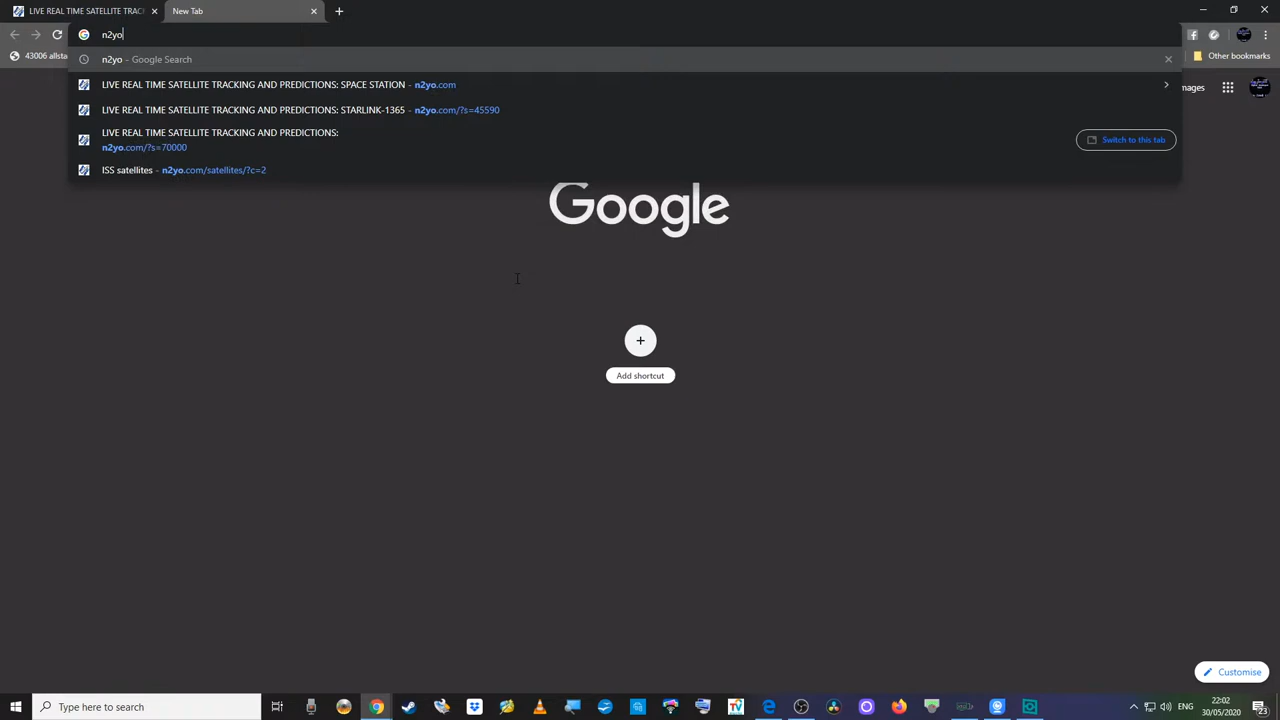 LIVE REAL TIME SATELLITE TRAC
New Tab
n2yo
43006 allsta
Other bookmarks
n2yo - Google Search
LIVE REAL TIME SATELLITE TRACKING AND PREDICTIONS: SPACE STATION - n2yo.com
LIVE REAL TIME SATELLITE TRACKING AND PREDICTIONS: STARLINK-1365 - n2yo.com/?s=45590
LIVE REAL TIME SATELLITE TRACKING AND PREDICTIONS:
n2yo.com/?s=70000
Switch to this tab
ISS satellites - n2yo.com/satellites/?c=2
mages
Google
Add shortcut
Customise
Type here to search
ENG
22:02
30/05/2020